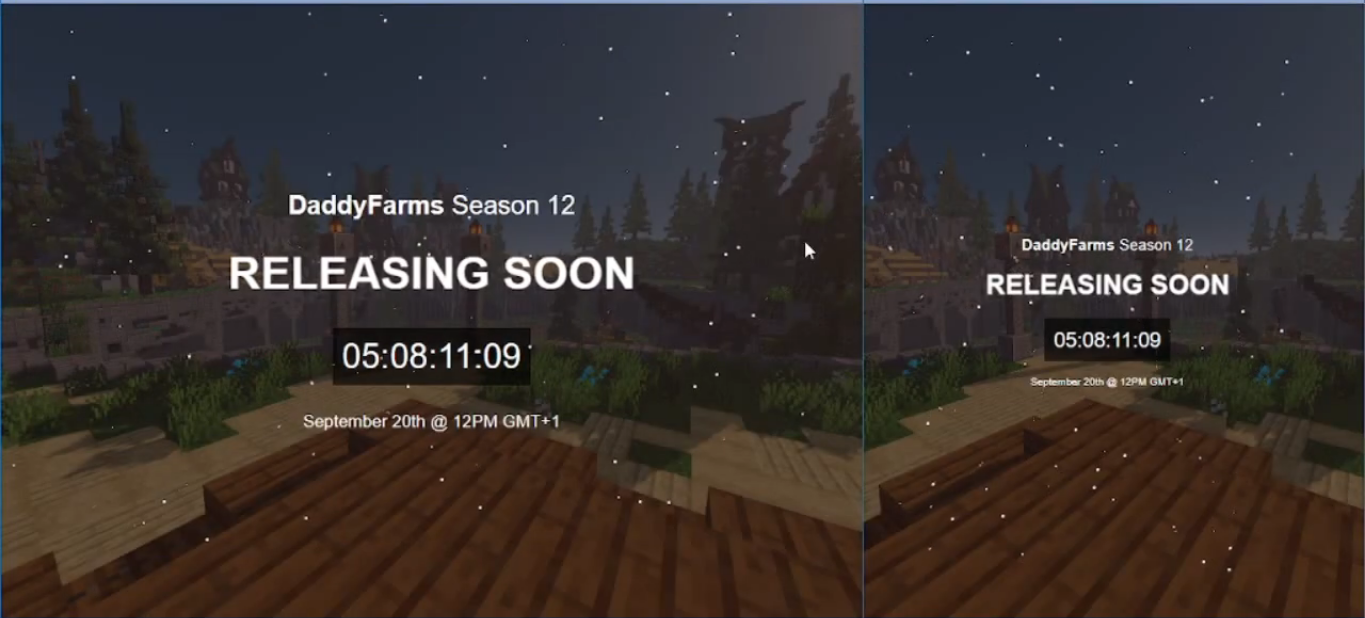 DaddyFarms Season 12
RELEASING SOON
05:08:11:09
September 20th @ 12PM GMT+1
DaddyFarms Season 12
RELEASING SOON
05:08:11:09
September 20th @ 12PM GMT+1